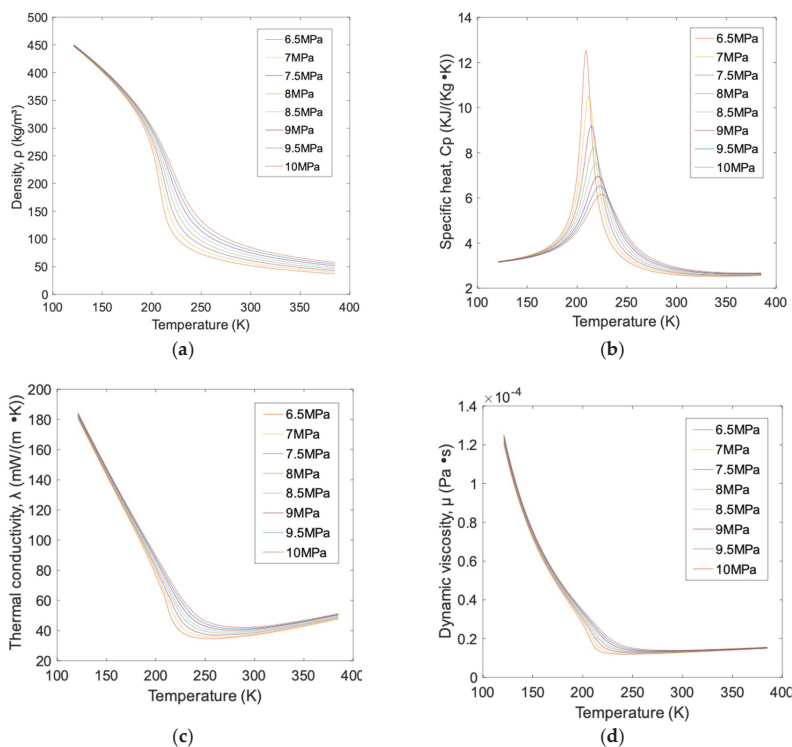 Density, ρ (kg/m³)
500
450
400
350
300
250
200
150
100
50
0
100 150 200 250 300 350 400
Temperature (K)
6.5MPa
7MPa
7.5MPa
8MPa
8.5MPa
9MPa
9.5MPa
10MPa
(a)
Specific heat, Cp (KJ/(Kg •K))
14
12
10
8
6
4
2
100 150 200 250 300 350 400
Temperature (K)
6.5MPa
7MPa
7.5MPa
8MPa
8.5MPa
9MPa
9.5MPa
10MPa
(b)
Thermal conductivity, λ (mW/(m •K))
200
180
160
140
120
100
80
60
40
20
100 150 200 250 300 350 400
Temperature (K)
6.5MPa
7MPa
7.5MPa
8MPa
8.5MPa
9MPa
9.5MPa
10MPa
(c)
Dynamic viscosity, μ (Pa •s)
×10⁻⁴
1.4
1.2
1
0.8
0.6
0.4
0.2
0
100 150 200 250 300 350 400
Temperature (K)
6.5MPa
7MPa
7.5MPa
8MPa
8.5MPa
9MPa
9.5MPa
10MPa
(d)